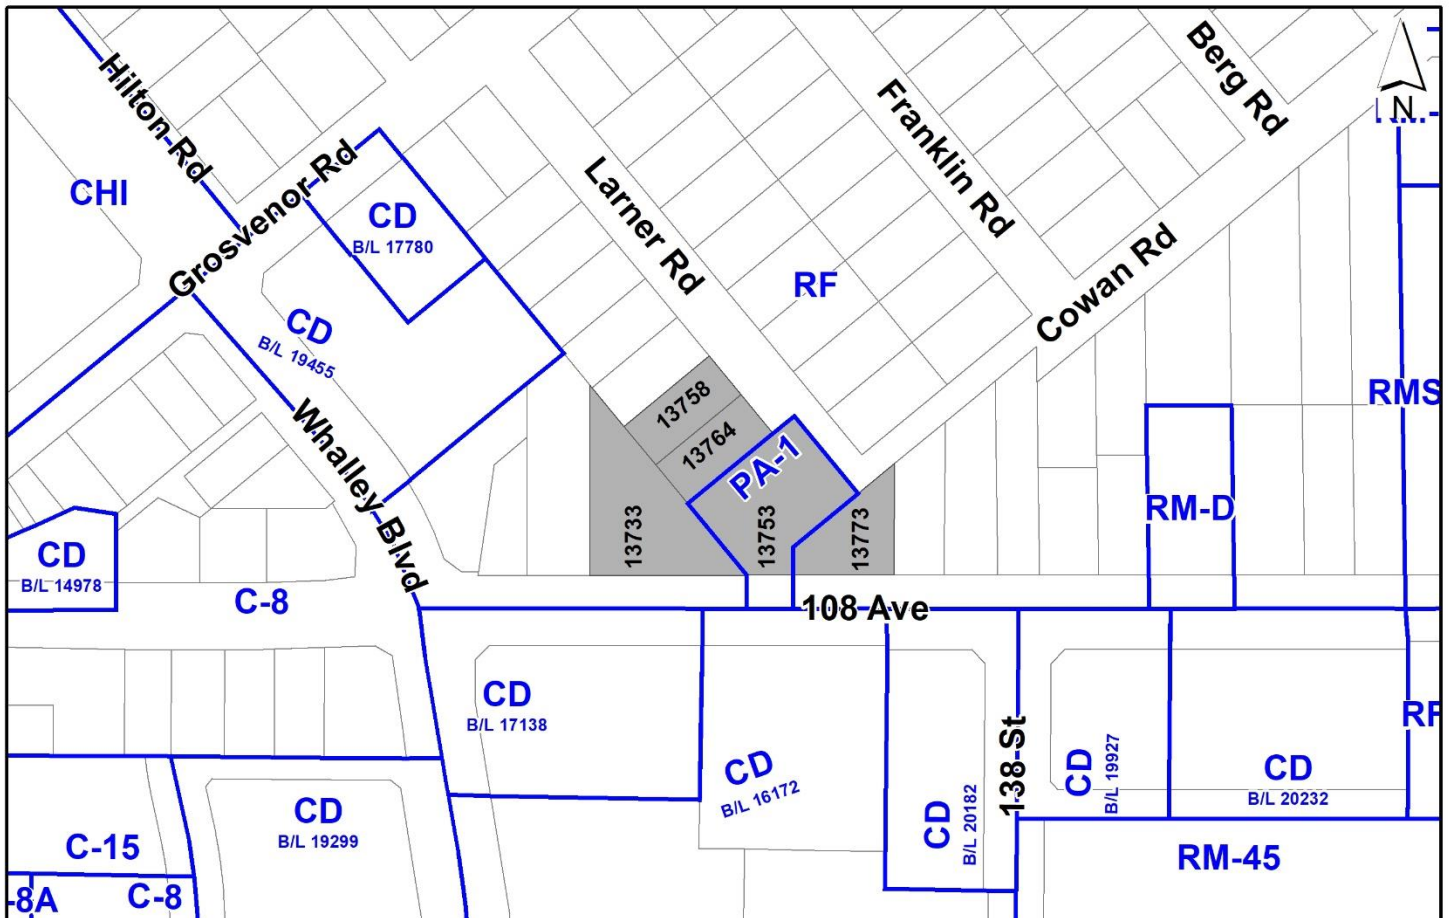 Hilton Rd
Berg Rd
N
Franklin Rd
CHI
Grosvenor Rd
CD
B/L 17780
Larner Rd
RF
Cowan Rd
CD
B/L 19455
RMS
13758
Whalley Blvd
13764
PA-1
13733
13753
13773
RM-D
CD
B/L 14978
C-8
108 Ave
CD
B/L 17138
CD
B/L 16172
138 St
CD
B/L 19927
CD
B/L 20232
CD
B/L 20182
CD
B/L 19299
C-15
RM-45
C-8
-8A